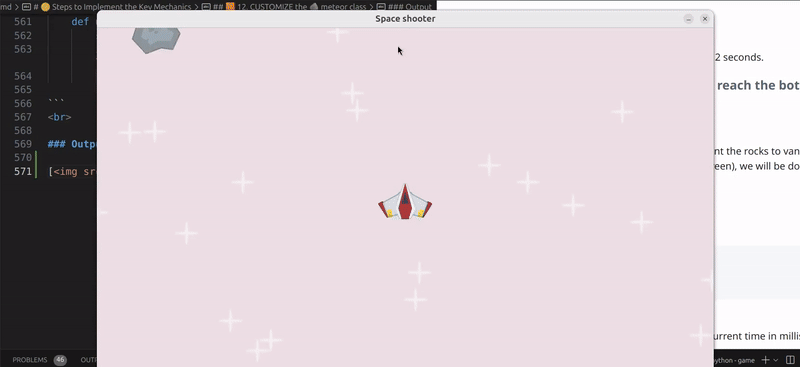 md > # Steps to Implement the Key Mechanics > ## 12. CUSTOMIZE the meteor class > ### Output
Space shooter
561 def
562
563
564
565
566 ```
567 <br>
568
569 ### Outp
570
571 [<img sr
2 seconds.
reach the bot
nt the rocks to van
een), we will be do
urrent time in millis
PROBLEMS 46 OUTP
python - game